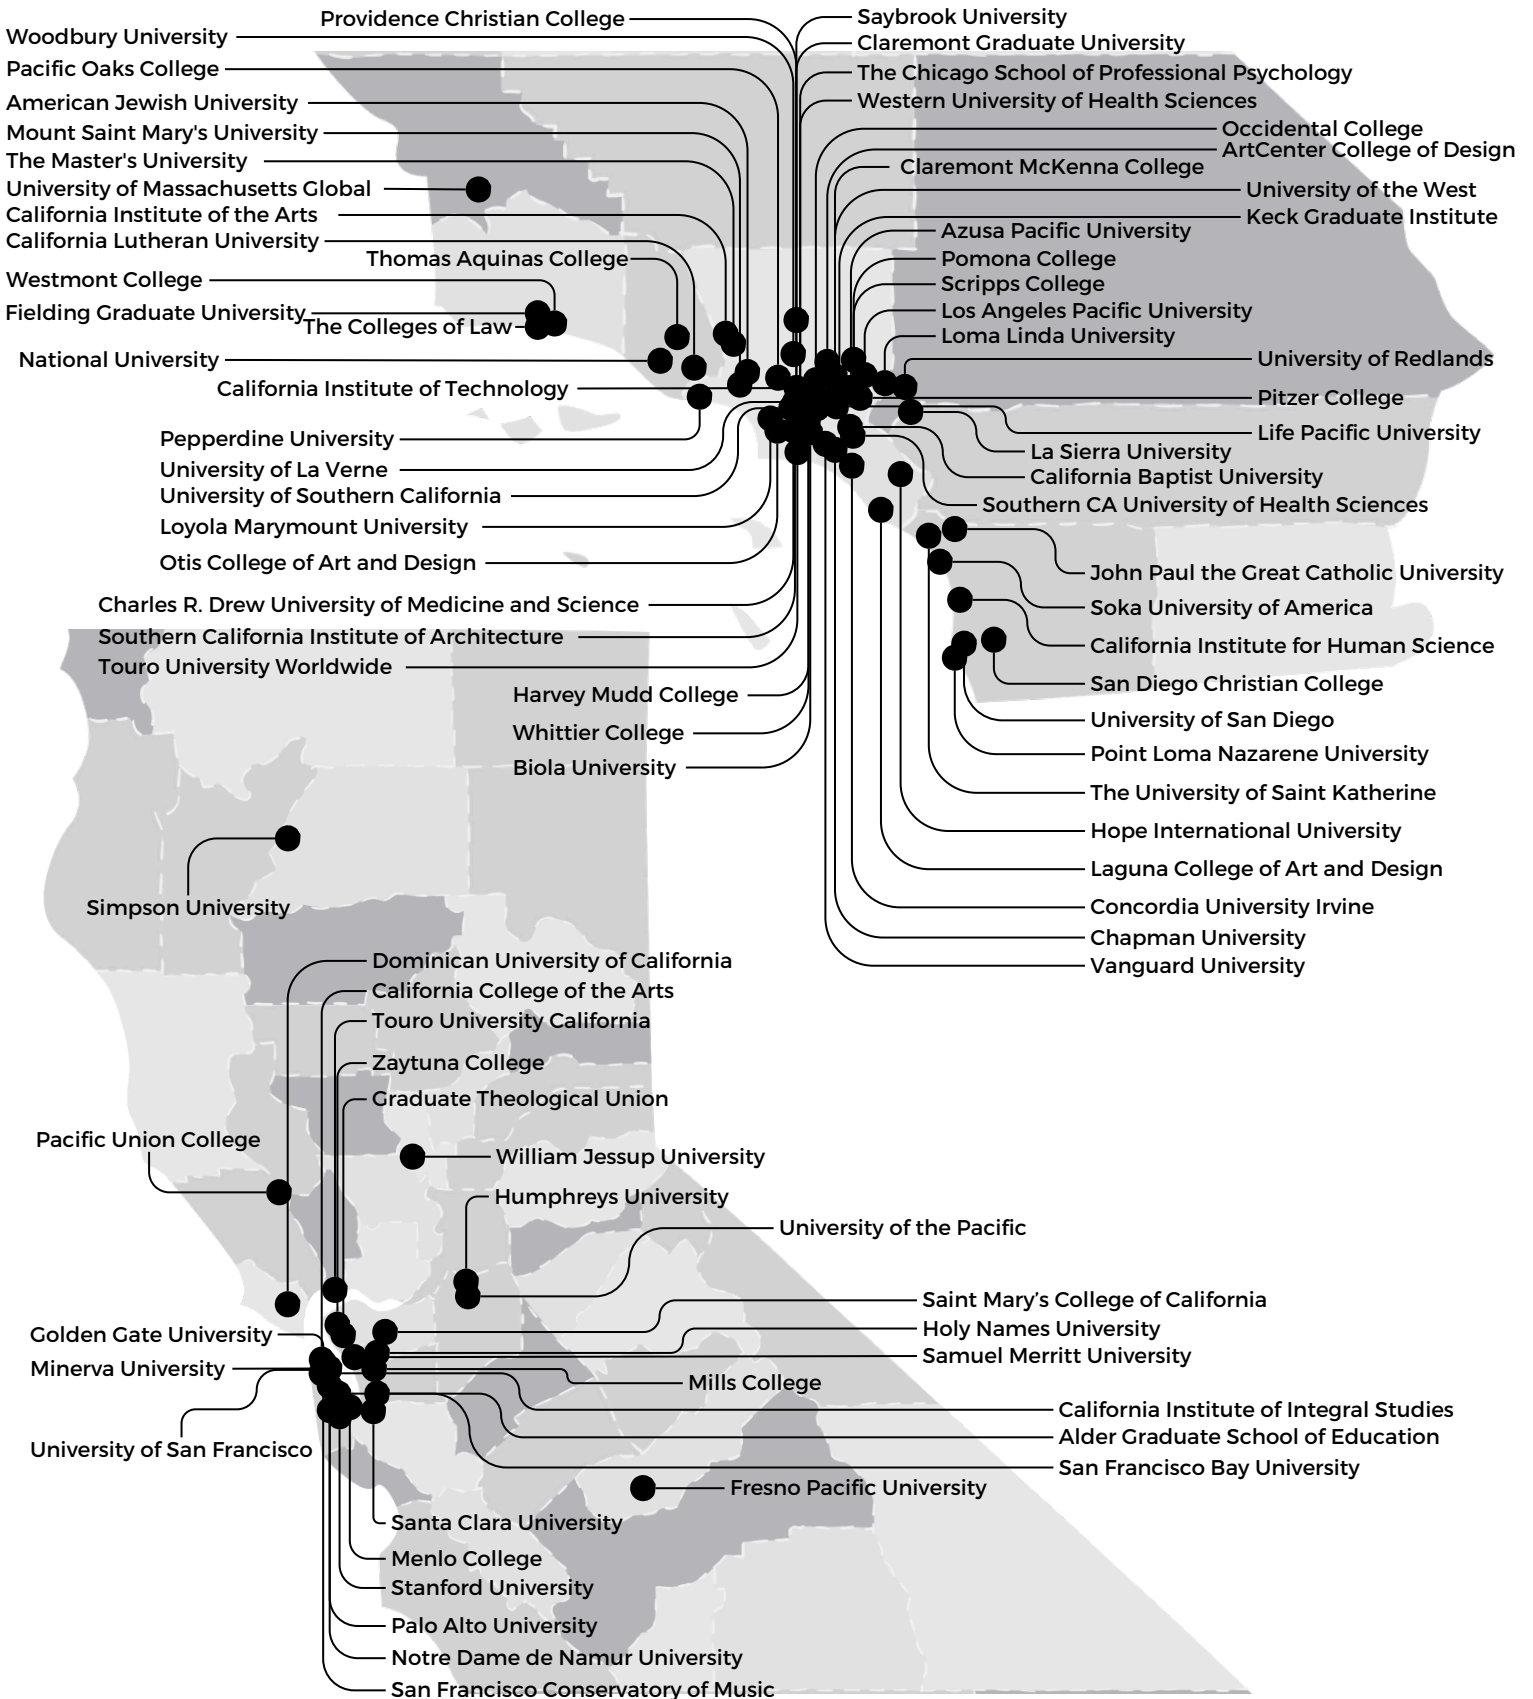 Providence Christian College
Woodbury University
Pacific Oaks College
American Jewish University
Mount Saint Mary's University
The Master's University
University of Massachusetts Global
California Institute of the Arts
California Lutheran University
Thomas Aquinas College
Westmont College
Fielding Graduate University
The Colleges of Law
National University
California Institute of Technology
Pepperdine University
University of La Verne
University of Southern California
Loyola Marymount University
Otis College of Art and Design
Charles R. Drew University of Medicine and Science
Southern California Institute of Architecture
Touro University Worldwide
Harvey Mudd College
Whittier College
Biola University
Saybrook University
Claremont Graduate University
The Chicago School of Professional Psychology
Western University of Health Sciences
Occidental College
ArtCenter College of Design
Claremont McKenna College
University of the West
Keck Graduate Institute
Azusa Pacific University
Pomona College
Scripps College
Los Angeles Pacific University
Loma Linda University
University of Redlands
Pitzer College
Life Pacific University
La Sierra University
California Baptist University
Southern CA University of Health Sciences
John Paul the Great Catholic University
Soka University of America
California Institute for Human Science
San Diego Christian College
University of San Diego
Point Loma Nazarene University
The University of Saint Katherine
Hope International University
Laguna College of Art and Design
Concordia University Irvine
Chapman University
Vanguard University
Simpson University
Dominican University of California
California College of the Arts
Touro University California
Zaytuna College
Graduate Theological Union
Pacific Union College
William Jessup University
Humphreys University
University of the Pacific
Saint Mary’s College of California
Holy Names University
Samuel Merritt University
Golden Gate University
Minerva University
Mills College
California Institute of Integral Studies
Alder Graduate School of Education
University of San Francisco
San Francisco Bay University
Fresno Pacific University
Santa Clara University
Menlo College
Stanford University
Palo Alto University
Notre Dame de Namur University
San Francisco Conservatory of Music